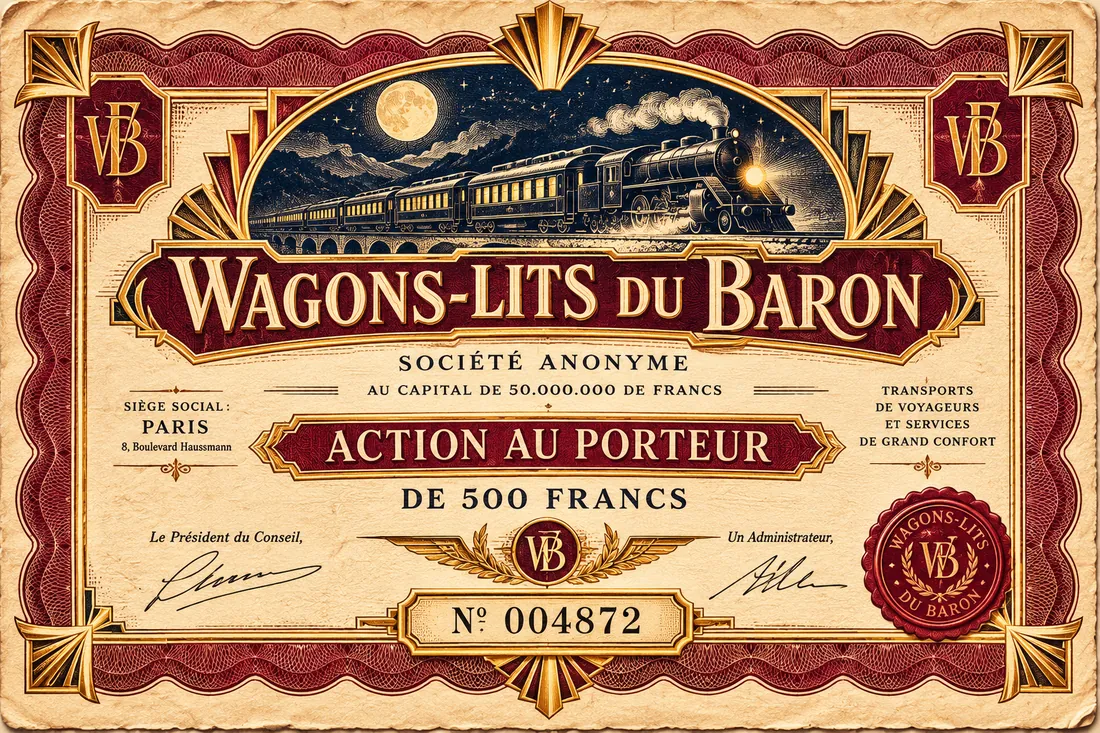 WB
WB
WAGONS-LITS DU BARON
SOCIÉTÉ ANONYME
AU CAPITAL DE 50.000.000 DE FRANCS
SIÈGE SOCIAL:
PARIS
8, Boulevard Haussmann
TRANSPORTS
DE VOYAGEURS
ET SERVICES
DE GRAND CONFORT
ACTION AU PORTEUR
DE 500 FRANCS
Le Président du Conseil,
Un Administrateur,
WB
WAGONS-LITS
WB
DU BARON
Nº 004872